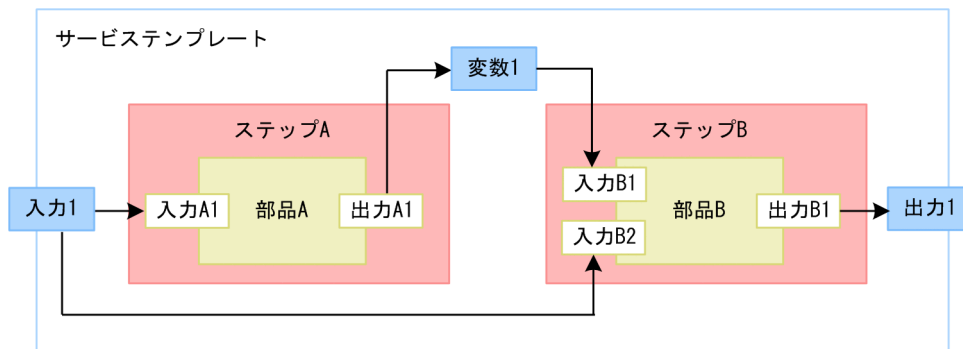 サービステンプレート
変数1
ステップA
ステップB
入力1
入力A1
部品A
出力A1
入力B1
入力B2
部品B
出力B1
出力1